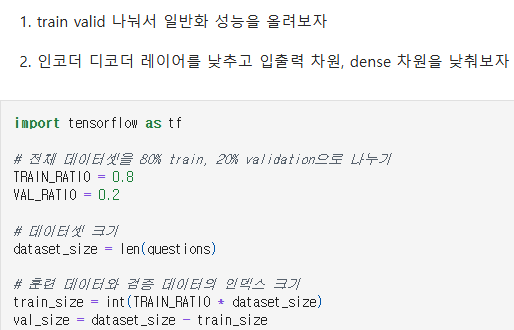 1. train valid 나눠서 일반화 성능을 올려보자
2. 인코더 디코더 레이어를 낮추고 입출력 차원, dense 차원을 낮춰보자
import tensorflow as tf
# 전체 데이터셋을 80% train, 20% validation으로 나누기
TRAIN_RATIO = 0.8
VAL_RATIO = 0.2
# 데이터셋 크기
dataset_size = len(questions)
# 훈련 데이터와 검증 데이터의 인덱스 크기
train_size = int(TRAIN_RATIO * dataset_size)
val_size = dataset_size - train_size